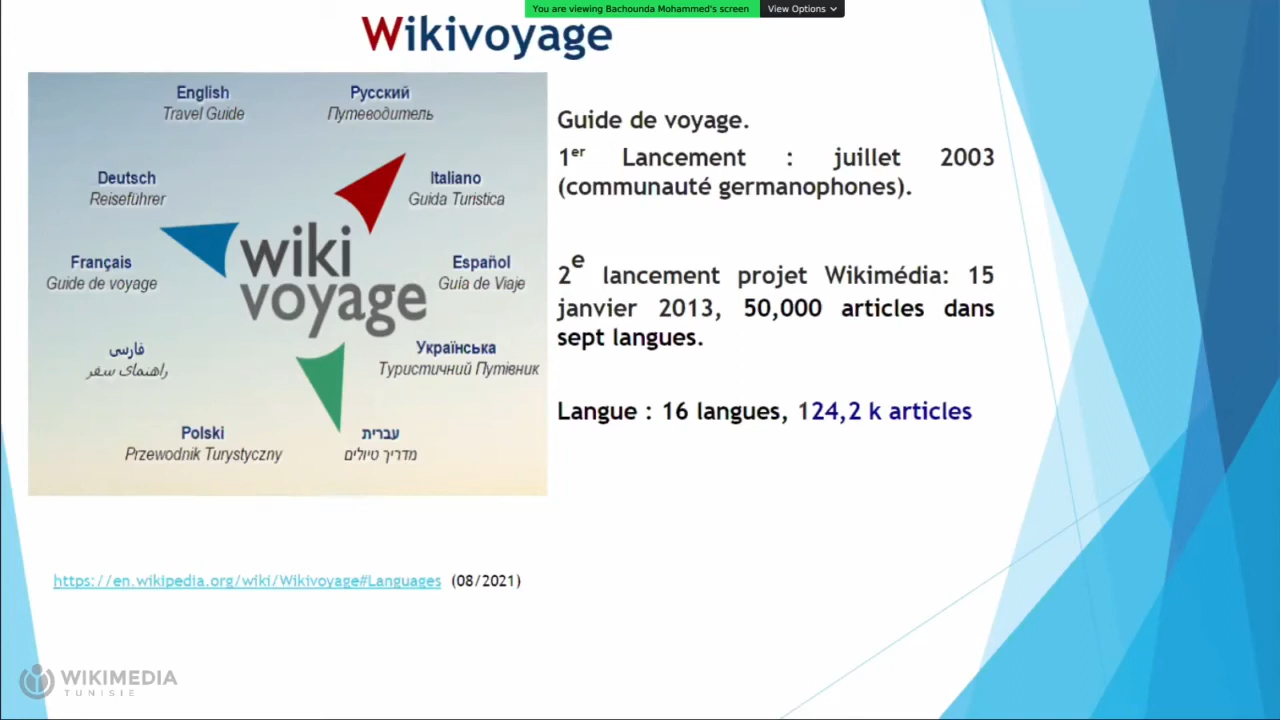 You are viewing Bachounda Mohammed's screen View Options
Wikivoyage
English
Travel Guide
Русский
Путеводитель
Deutsch
Reiseführer
Italiano
Guida Turistica
Français
Guide de voyage
Español
Guía de Viaje
wiki
voyage
فارسی
راهنمای سفر
Українська
Туристичний Путівник
Polski
Przewodnik Turystyczny
עברית
מדריך טיולים
Guide de voyage.
1er Lancement : juillet 2003
(communauté germanophones).
2e lancement projet Wikimédia: 15
janvier 2013, 50,000 articles dans
sept langues.
Langue : 16 langues, 124,2 k articles
https://en.wikipedia.org/wiki/Wikivoyage#Languages (08/2021)
WIKIMEDIA
TUNISIE